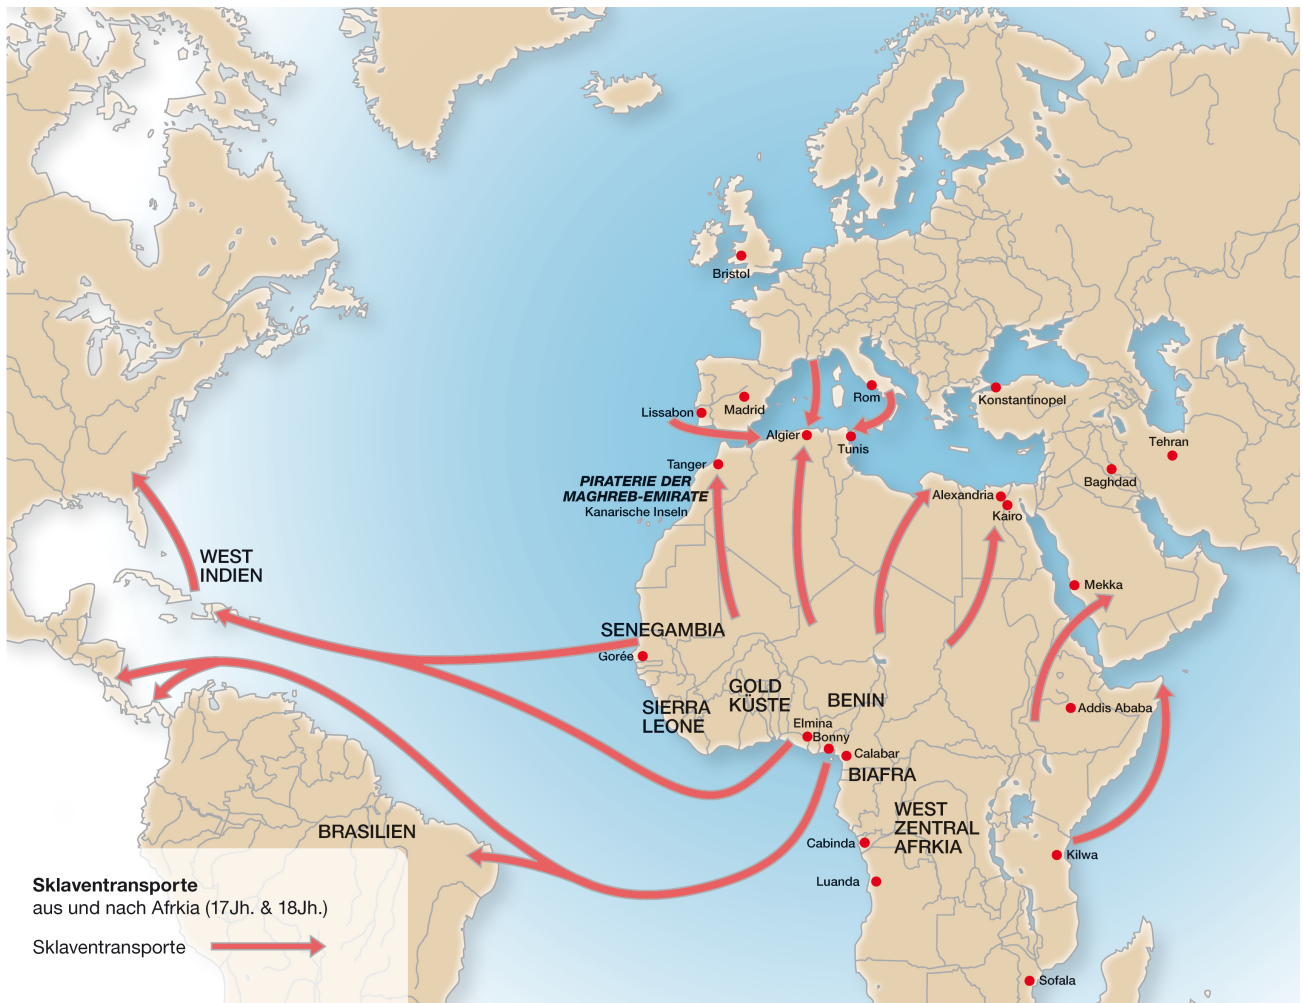 Bristol
Lissabon
Madrid
Rom
Konstantinopel
Algier
Tunis
Tehran
Tanger
Baghdad
PIRATERIE DER
MAGHREB-EMIRATE
Kanarische Inseln
Alexandria
Kairo
WEST
INDIEN
Mekka
SENEGAMBIA
Gorée
GOLD
KÜSTE
BENIN
SIERRA
LEONE
Addis Ababa
Elmina
Bonny
Calabar
BIAFRA
WEST
ZENTRAL
AFRKIA
BRASILIEN
Cabinda
Kilwa
Luanda
Sofala
Sklaventransporte
aus und nach Afrkia (17Jh. & 18Jh.)
Sklaventransporte